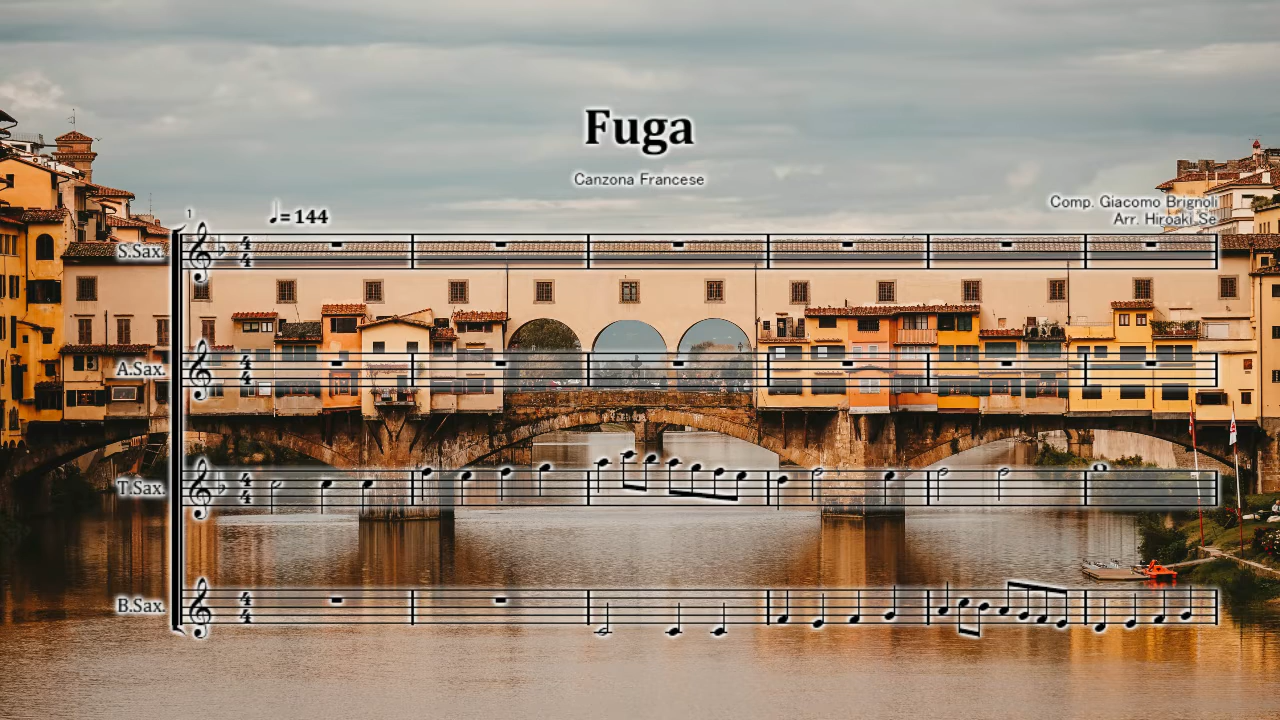 Fuga
Canzona Francese
Comp. Giacomo Brignoli
Arr. Hiroaki Se
1
♩= 144
S.Sax.
A.Sax.
T.Sax.
B.Sax.